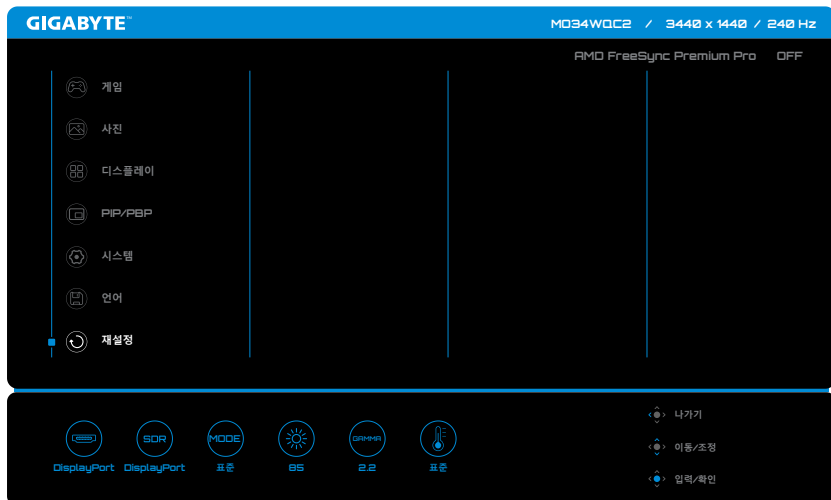 GIGABYTE™
MO34WQC2 / 3440 x 1440 / 240 Hz
AMD FreeSync Premium Pro OFF
게임
사진
디스플레이
PIP/PBP
시스템
언어
재설정
나가기
이동/조정
입력/확인
SDR
MODE
GAMMA
DisplayPort
DisplayPort
표준
85
2.2
표준